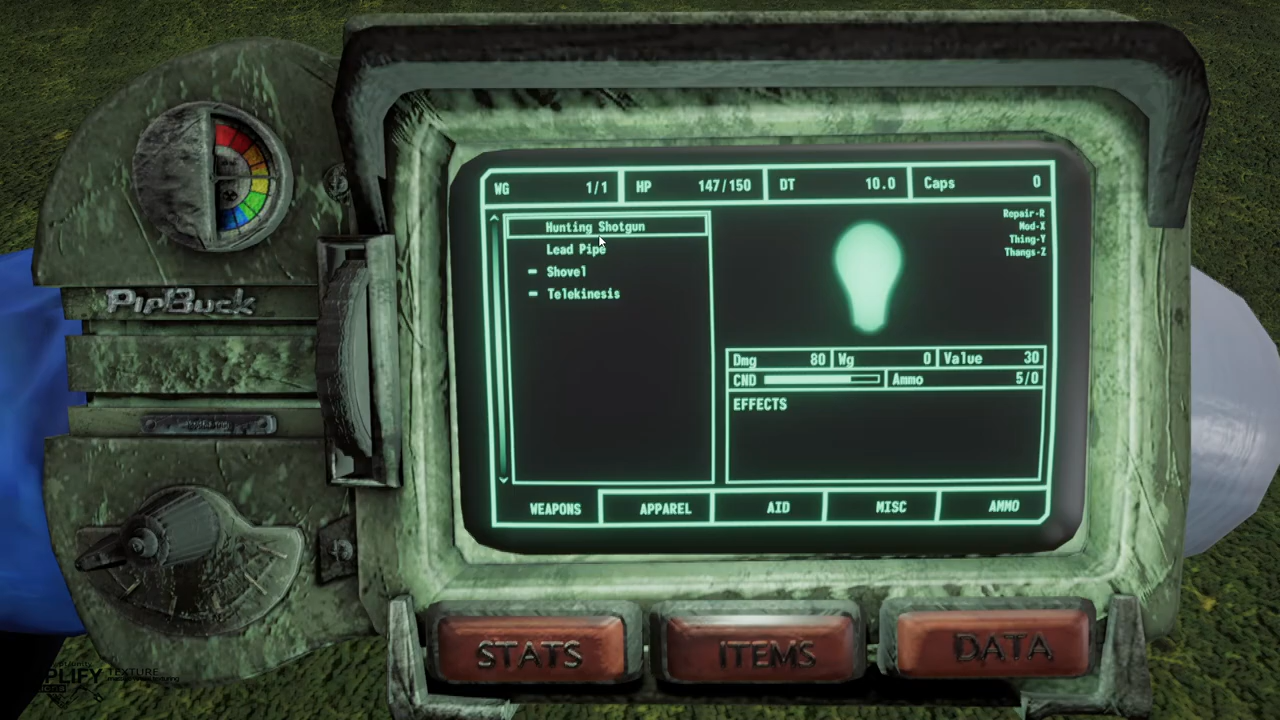 WG 1/1 HP 147/150 DT 10.0 Caps 0
Hunting Shotgun
Lead Pipe
Shovel
Telekinesis
Repair-R
Mod-X
Thing-Y
Thangs-Z
Dmg 80 Wg 0 Value 30
CND Ammo 5/0
EFFECTS
WEAPONS APPAREL AID MISC AMMO
PipBuck
STATS ITEMS DATA
TEXTURE